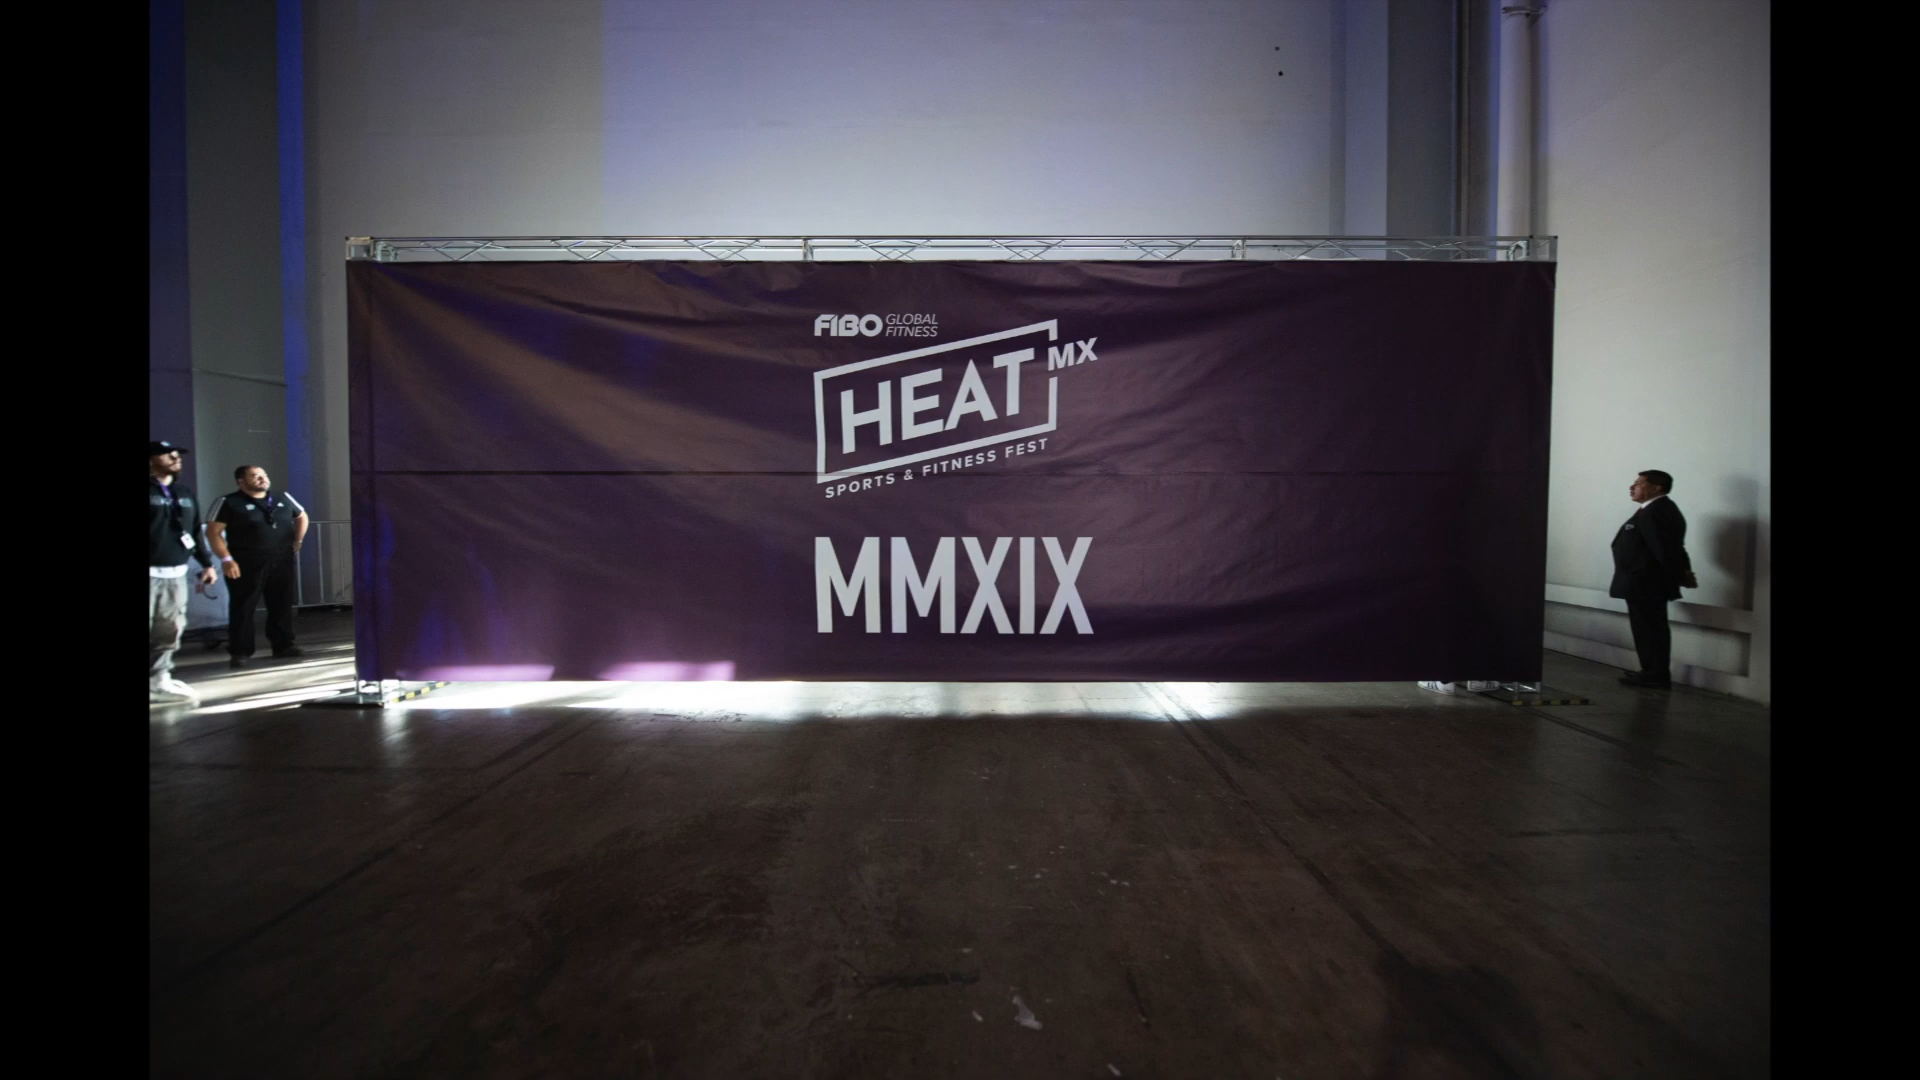 FIBO GLOBAL
FITNESS
HEAT MX
SPORTS & FITNESS FEST
MMXIX